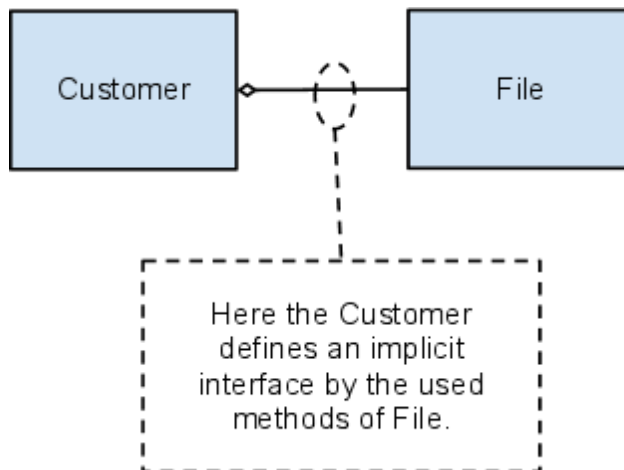 Customer
File
Here the Customer
defines an implicit
interface by the used
methods of File.